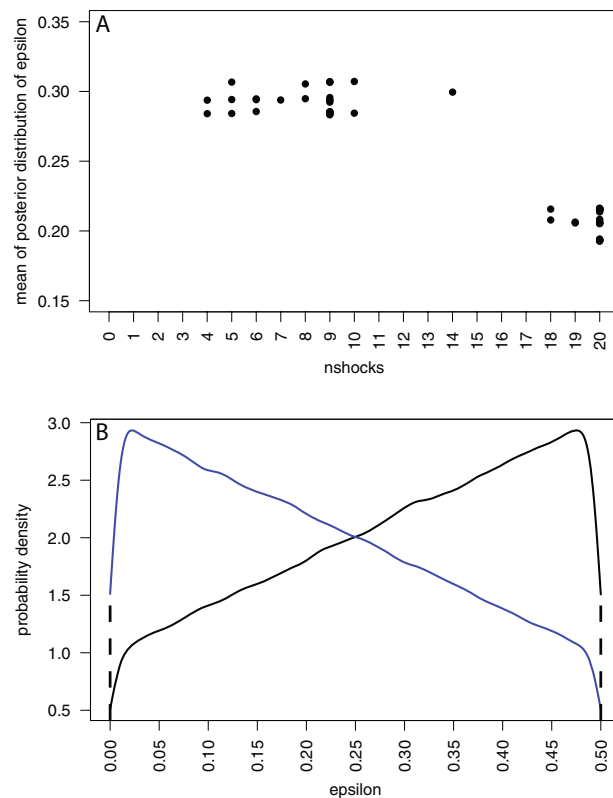 A
mean of posterior distribution of epsilon
0.35
0.30
0.25
0.20
0.15
0 1 2 3 4 5 6 7 8 9 10 11 12 13 14 15 16 17 18 19 20
nshocks
B
probability density
3.0
2.5
2.0
1.5
1.0
0.5
0.00 0.05 0.10 0.15 0.20 0.25 0.30 0.35 0.40 0.45 0.50
epsilon